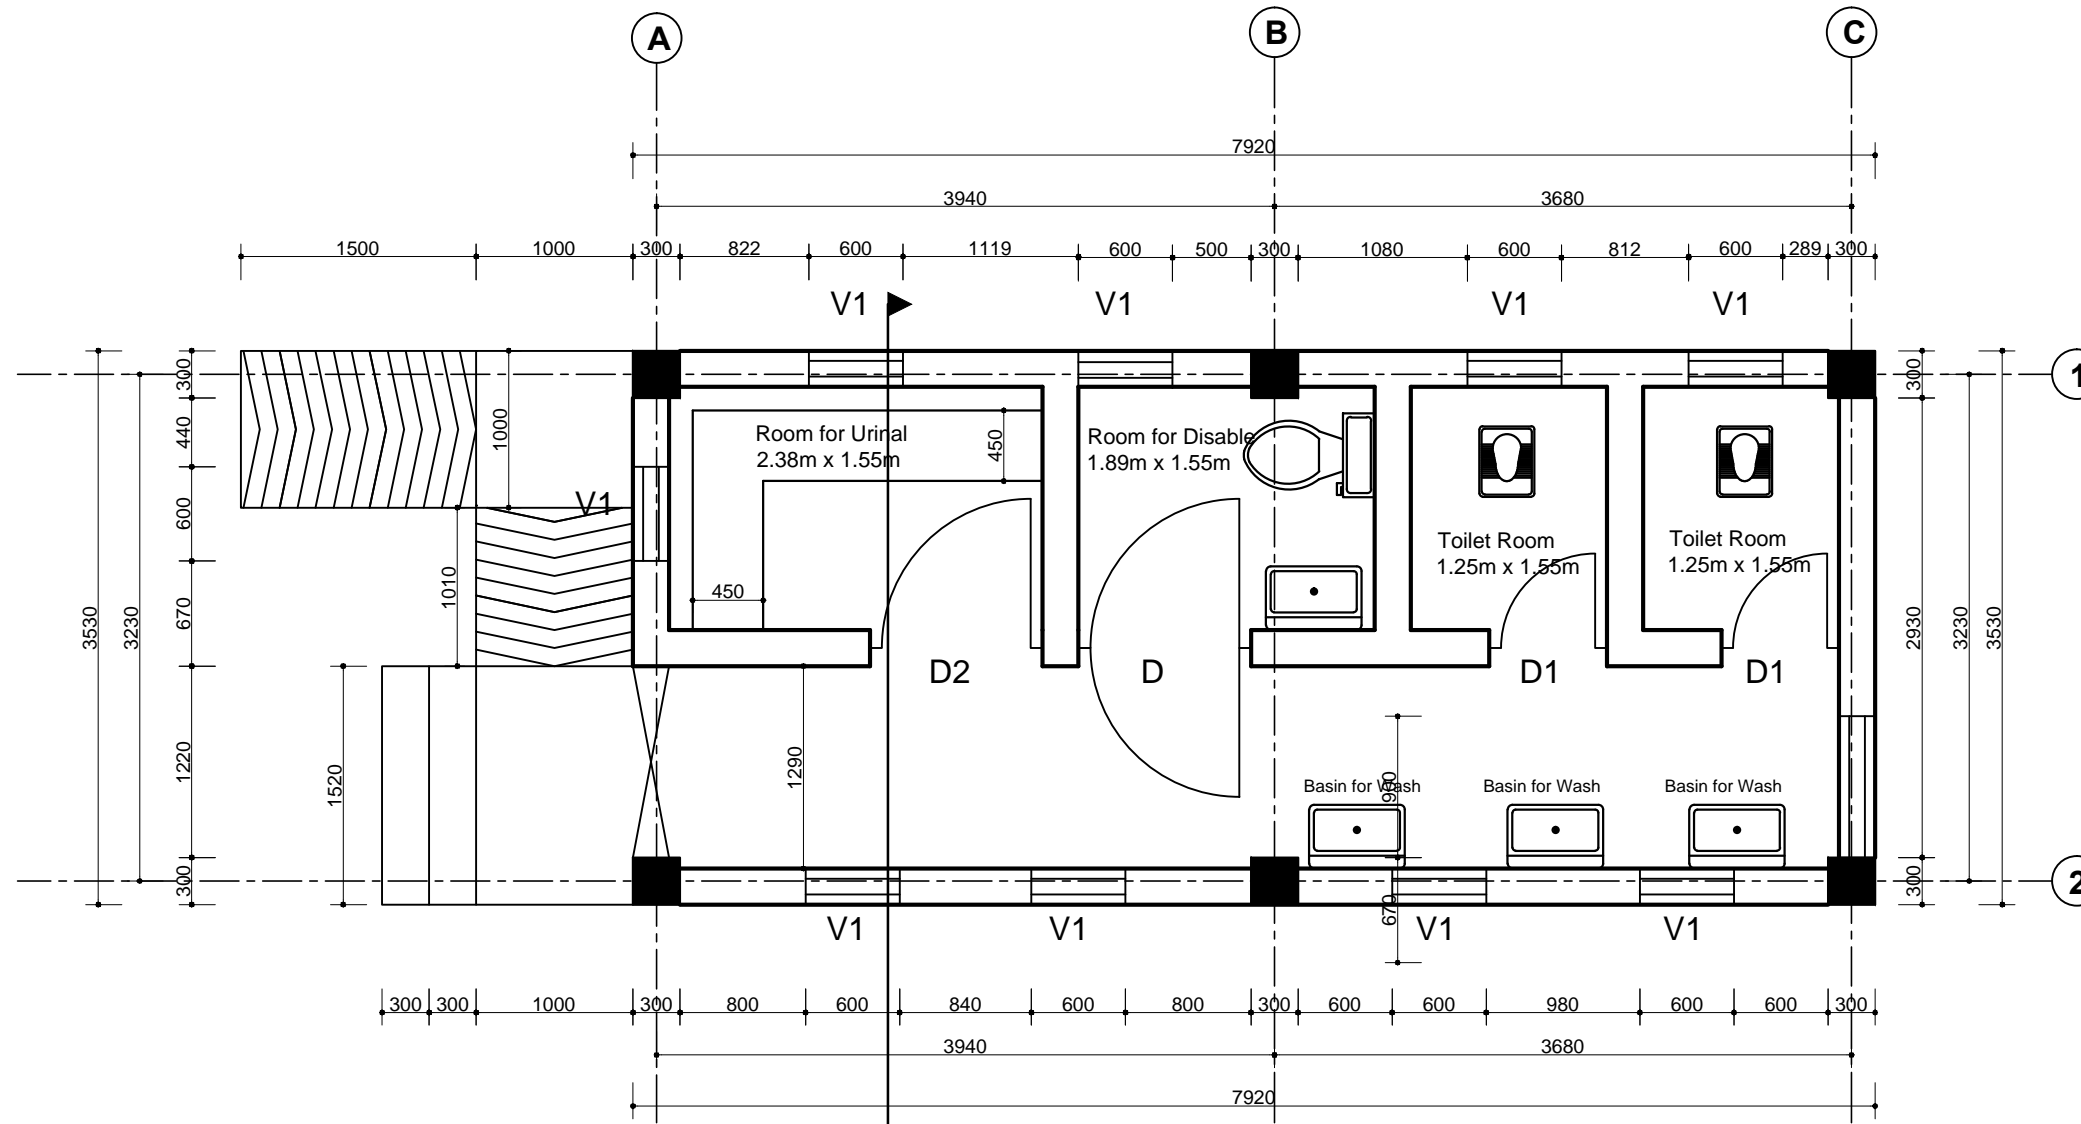 A B C
7920
3940 3680
1500 1000 300 822 600 1119 600 500 300 1080 600 812 600 289 300
V1 V1 V1 V1
1
300 440 600 670 1220 300
3530 3230
1000
1010
1520
V1
Room for Urinal
2.38m x 1.55m
450
450
Room for Disable
1.89m x 1.55m
Toilet Room
1.25m x 1.55m
Toilet Room
1.25m x 1.55m
300 2930 300
3230 3530
D2 D D1 D1
1290
900
670
Basin for Wash Basin for Wash Basin for Wash
2
V1 V1 V1 V1
300 300 1000 300 800 600 840 600 800 300 600 600 980 600 600 300
3940 3680
7920